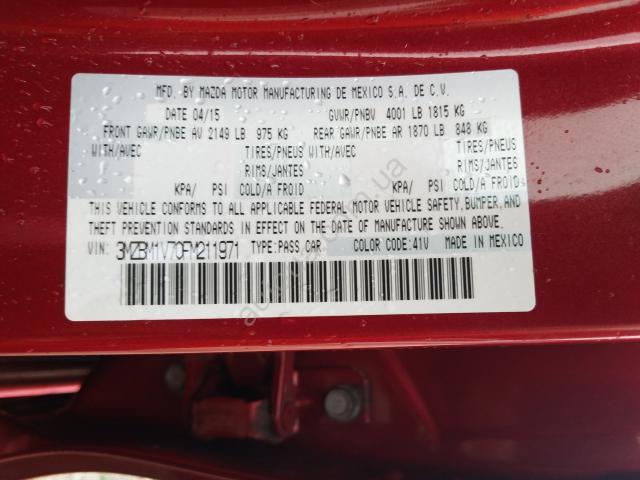 MFD. BY MAZDA MOTOR MANUFACTURING DE MEXICO S.A. DE C.V.
DATE 04/15 GVWR/PNBV 4001 LB 1815 KG
FRONT GAWR/PNBE AV 2149 LB 975 KG REAR GAWR/PNBE AR 1870 LB 848 KG
WITH/AVEC TIRES/PNEUS WITH/AVEC TIRES/PNEUS
RIMS/JANTES RIMS/JANTES
KPA/ PSI COLD/A FROID KPA/ PSI COLD/A FROID
THIS VEHICLE CONFORMS TO ALL APPLICABLE FEDERAL MOTOR VEHICLE SAFETY, BUMPER, AND
THEFT PREVENTION STANDARDS IN EFFECT ON THE DATE OF MANUFACTURE SHOWN ABOVE.
VIN: 3MZBM1V70FM211971 TYPE:PASS CAR COLOR CODE:41V MADE IN MEXICO